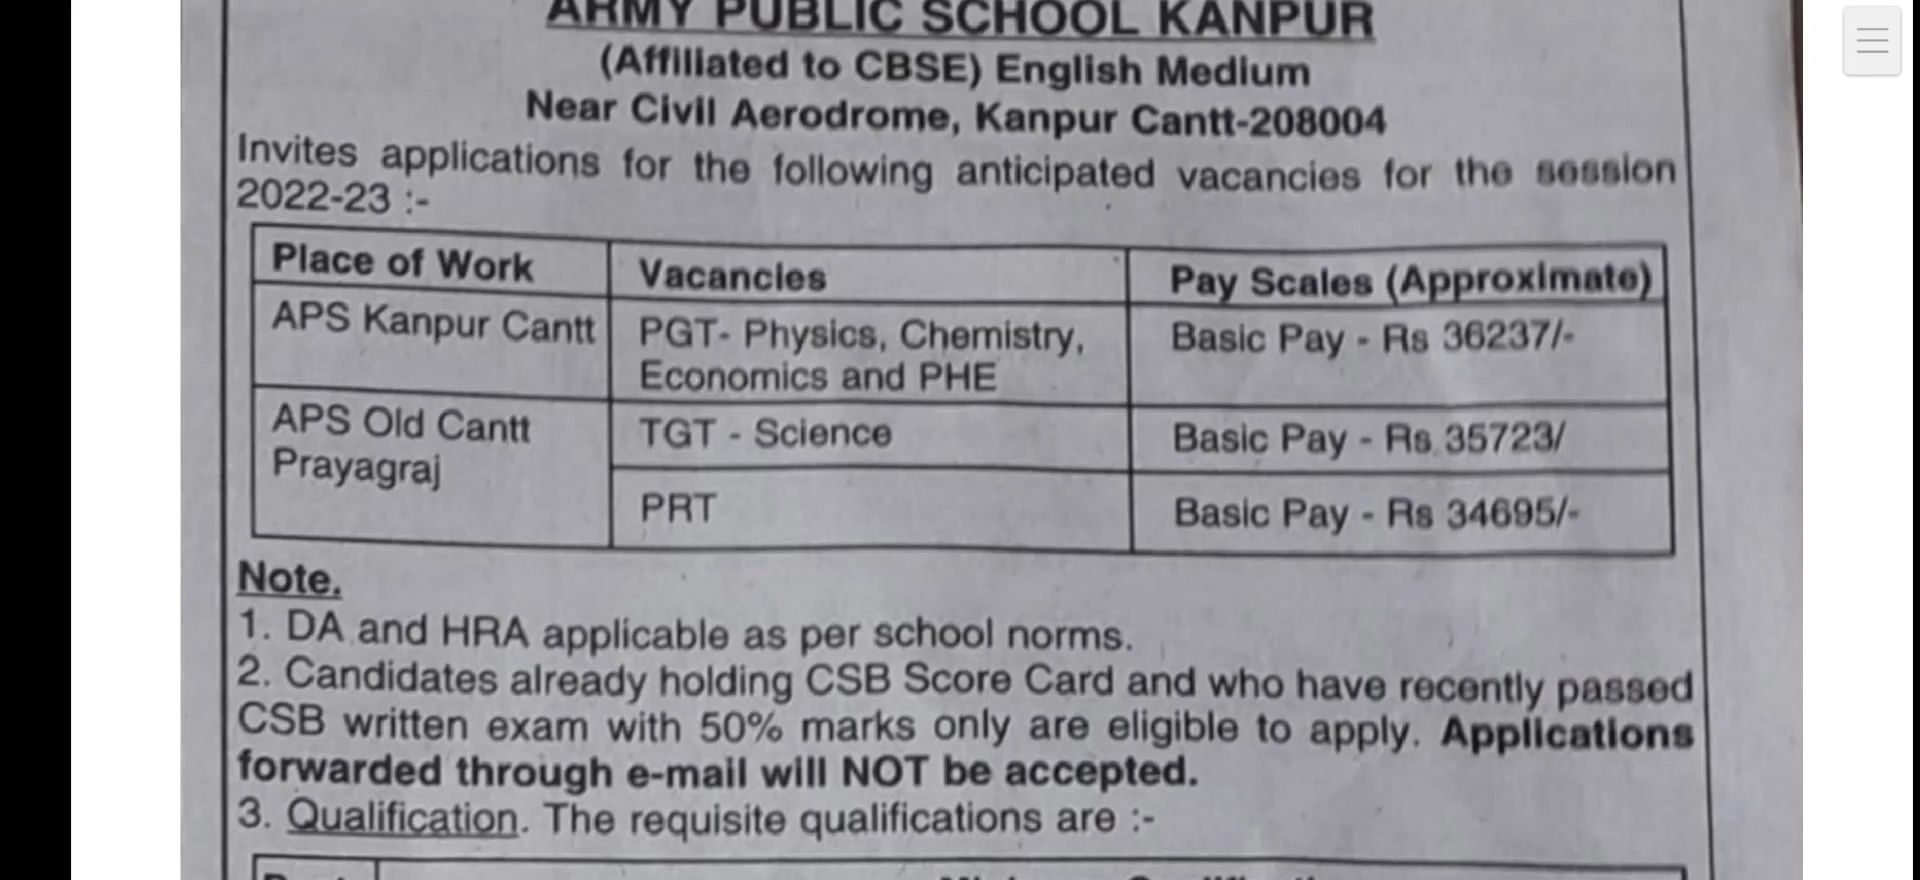 ARMY PUBLIC SCHOOL KANPUR
(Affiliated to CBSE) English Medium
Near Civil Aerodrome, Kanpur Cantt-208004
Invites applications for the following anticipated vacancies for the session
2022-23 :-
Place of Work Vacancies Pay Scales (Approximate)
APS Kanpur Cantt PGT- Physics, Chemistry, Basic Pay - Rs 36237/-
Economics and PHE
APS Old Cantt TGT - Science Basic Pay - Rs 35723/
Prayagraj
PRT Basic Pay - Rs 34695/-
Note.
1. DA and HRA applicable as per school norms.
2. Candidates already holding CSB Score Card and who have recently passed
CSB written exam with 50% marks only are eligible to apply. Applications
forwarded through e-mail will NOT be accepted.
3. Qualification. The requisite qualifications are :-